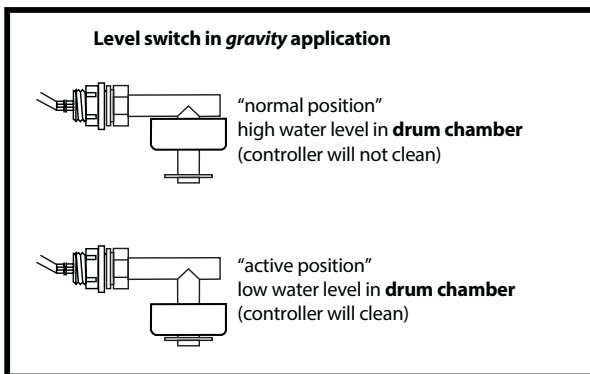 Level switch in gravity application
“normal position”
high water level in drum chamber
(controller will not clean)
“active position”
low water level in drum chamber
(controller will clean)